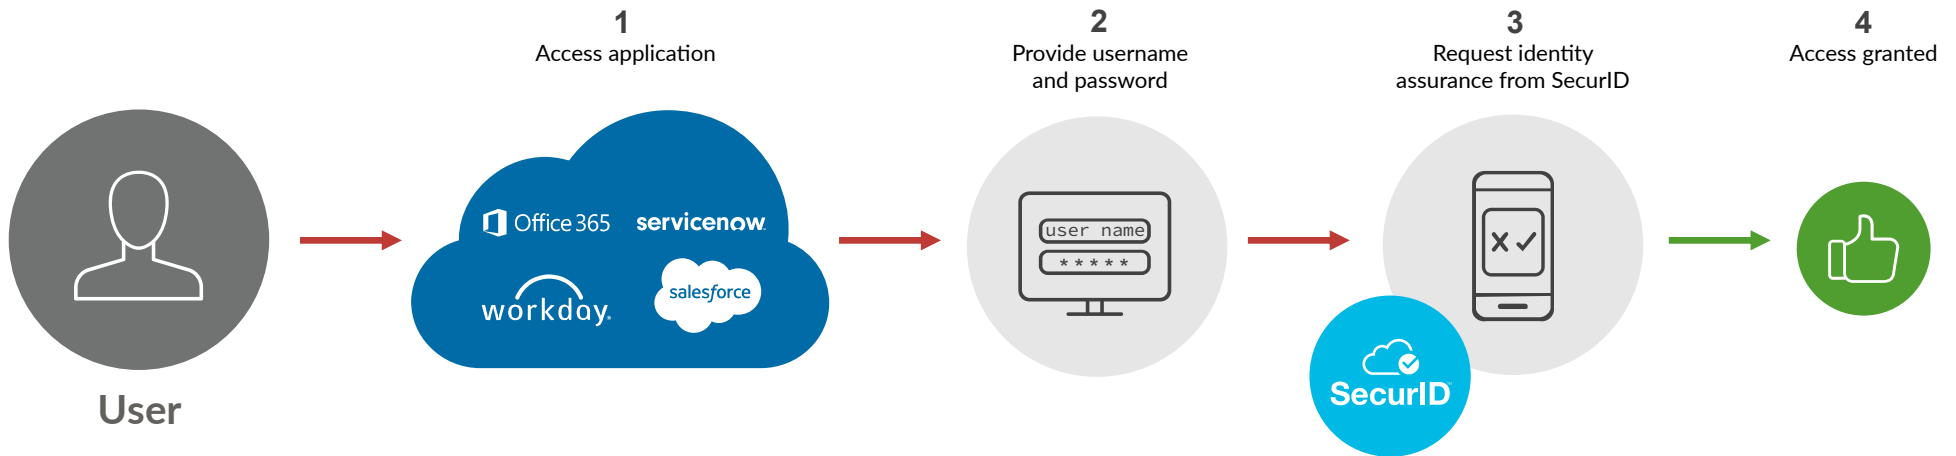 1
Access application
2
Provide username
and password
3
Request identity
assurance from SecurID
4
Access granted
Office 365
servicenow
workday.
salesforce
user name
*****
SecurID
User